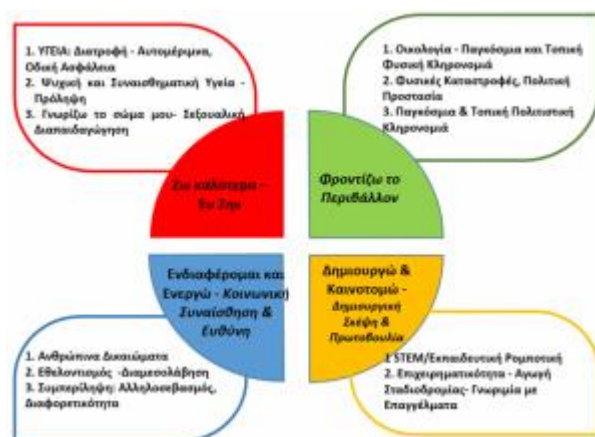 1. ΥΓΕΙΑ: Διατροφή - Αυτομέριμνα,
Οδική Ασφάλεια
2. Ψυχική και Συναισθηματική Υγεία -
Πρόληψη
3. Γνωρίζω το σώμα μου- Σεξουαλική
Διαπαιδαγώγηση
1. Οικολογία - Παγκόσμια και Τοπική
Φυσική Κληρονομιά
2. Φυσικές Καταστροφές, Πολιτική
Προστασία
3. Παγκόσμια & Τοπική Πολιτιστική
Κληρονομιά
Ζω καλύτερα –
Ευ Ζην
Φροντίζω το
Περιβάλλον
Ενδιαφέρομαι και
Ενεργώ - Κοινωνική
Συναίσθηση &
Ευθύνη
Δημιουργώ &
Καινοτομώ -
Δημιουργική
Σκέψη &
Πρωτοβουλία
1. Ανθρώπινα Δικαιώματα
2. Εθελοντισμός -Διαμεσολάβηση
3. Συμπερίληψη: Αλληλοσεβασμός,
Διαφορετικότητα
1 STEM/Εκπαιδευτική Ρομποτική
2. Επιχειρηματικότητα - Αγωγή
Σταδιοδρομίας- Γνωριμία με
Επαγγέλματα